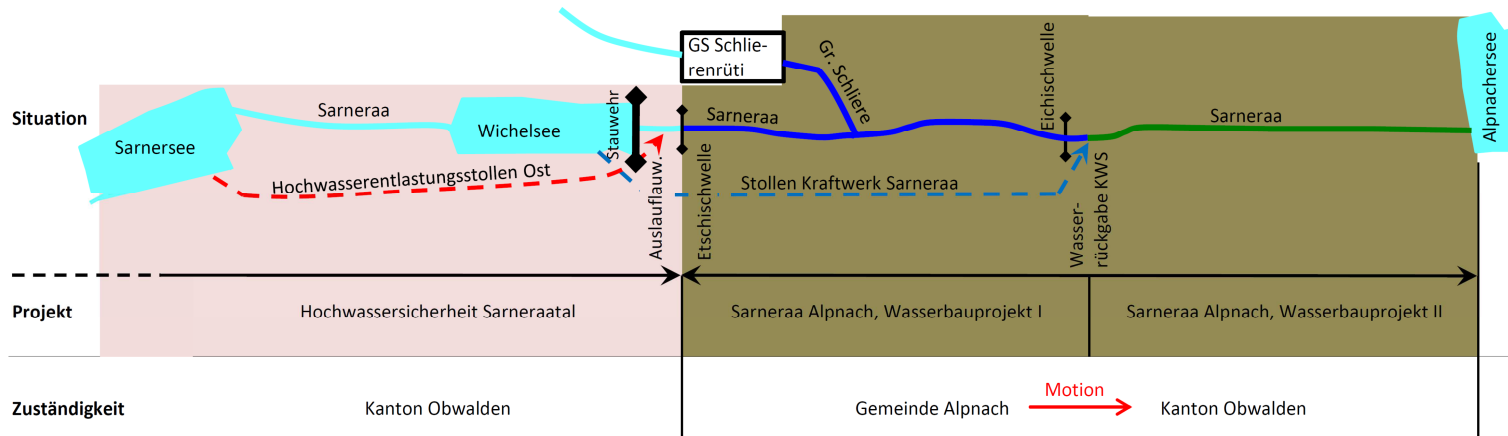 GS Schlie-
renrüti
Gr. Schliere
Situation
Sarnersee
Sarneraa
Wichelsee
Stauwehr
Sarneraa
Eichischwelle
Sarneraa
Alpnachersee
Hochwasserentlastungsstollen Ost
Auslauflauw.
Etschischwelle
Stollen Kraftwerk Sarneraa
Wasser-
rückgabe KWS
Projekt
Hochwassersicherheit Sarneraatal
Sarneraa Alpnach, Wasserbauprojekt I
Sarneraa Alpnach, Wasserbauprojekt II
Zuständigkeit
Kanton Obwalden
Gemeinde Alpnach
Motion
Kanton Obwalden